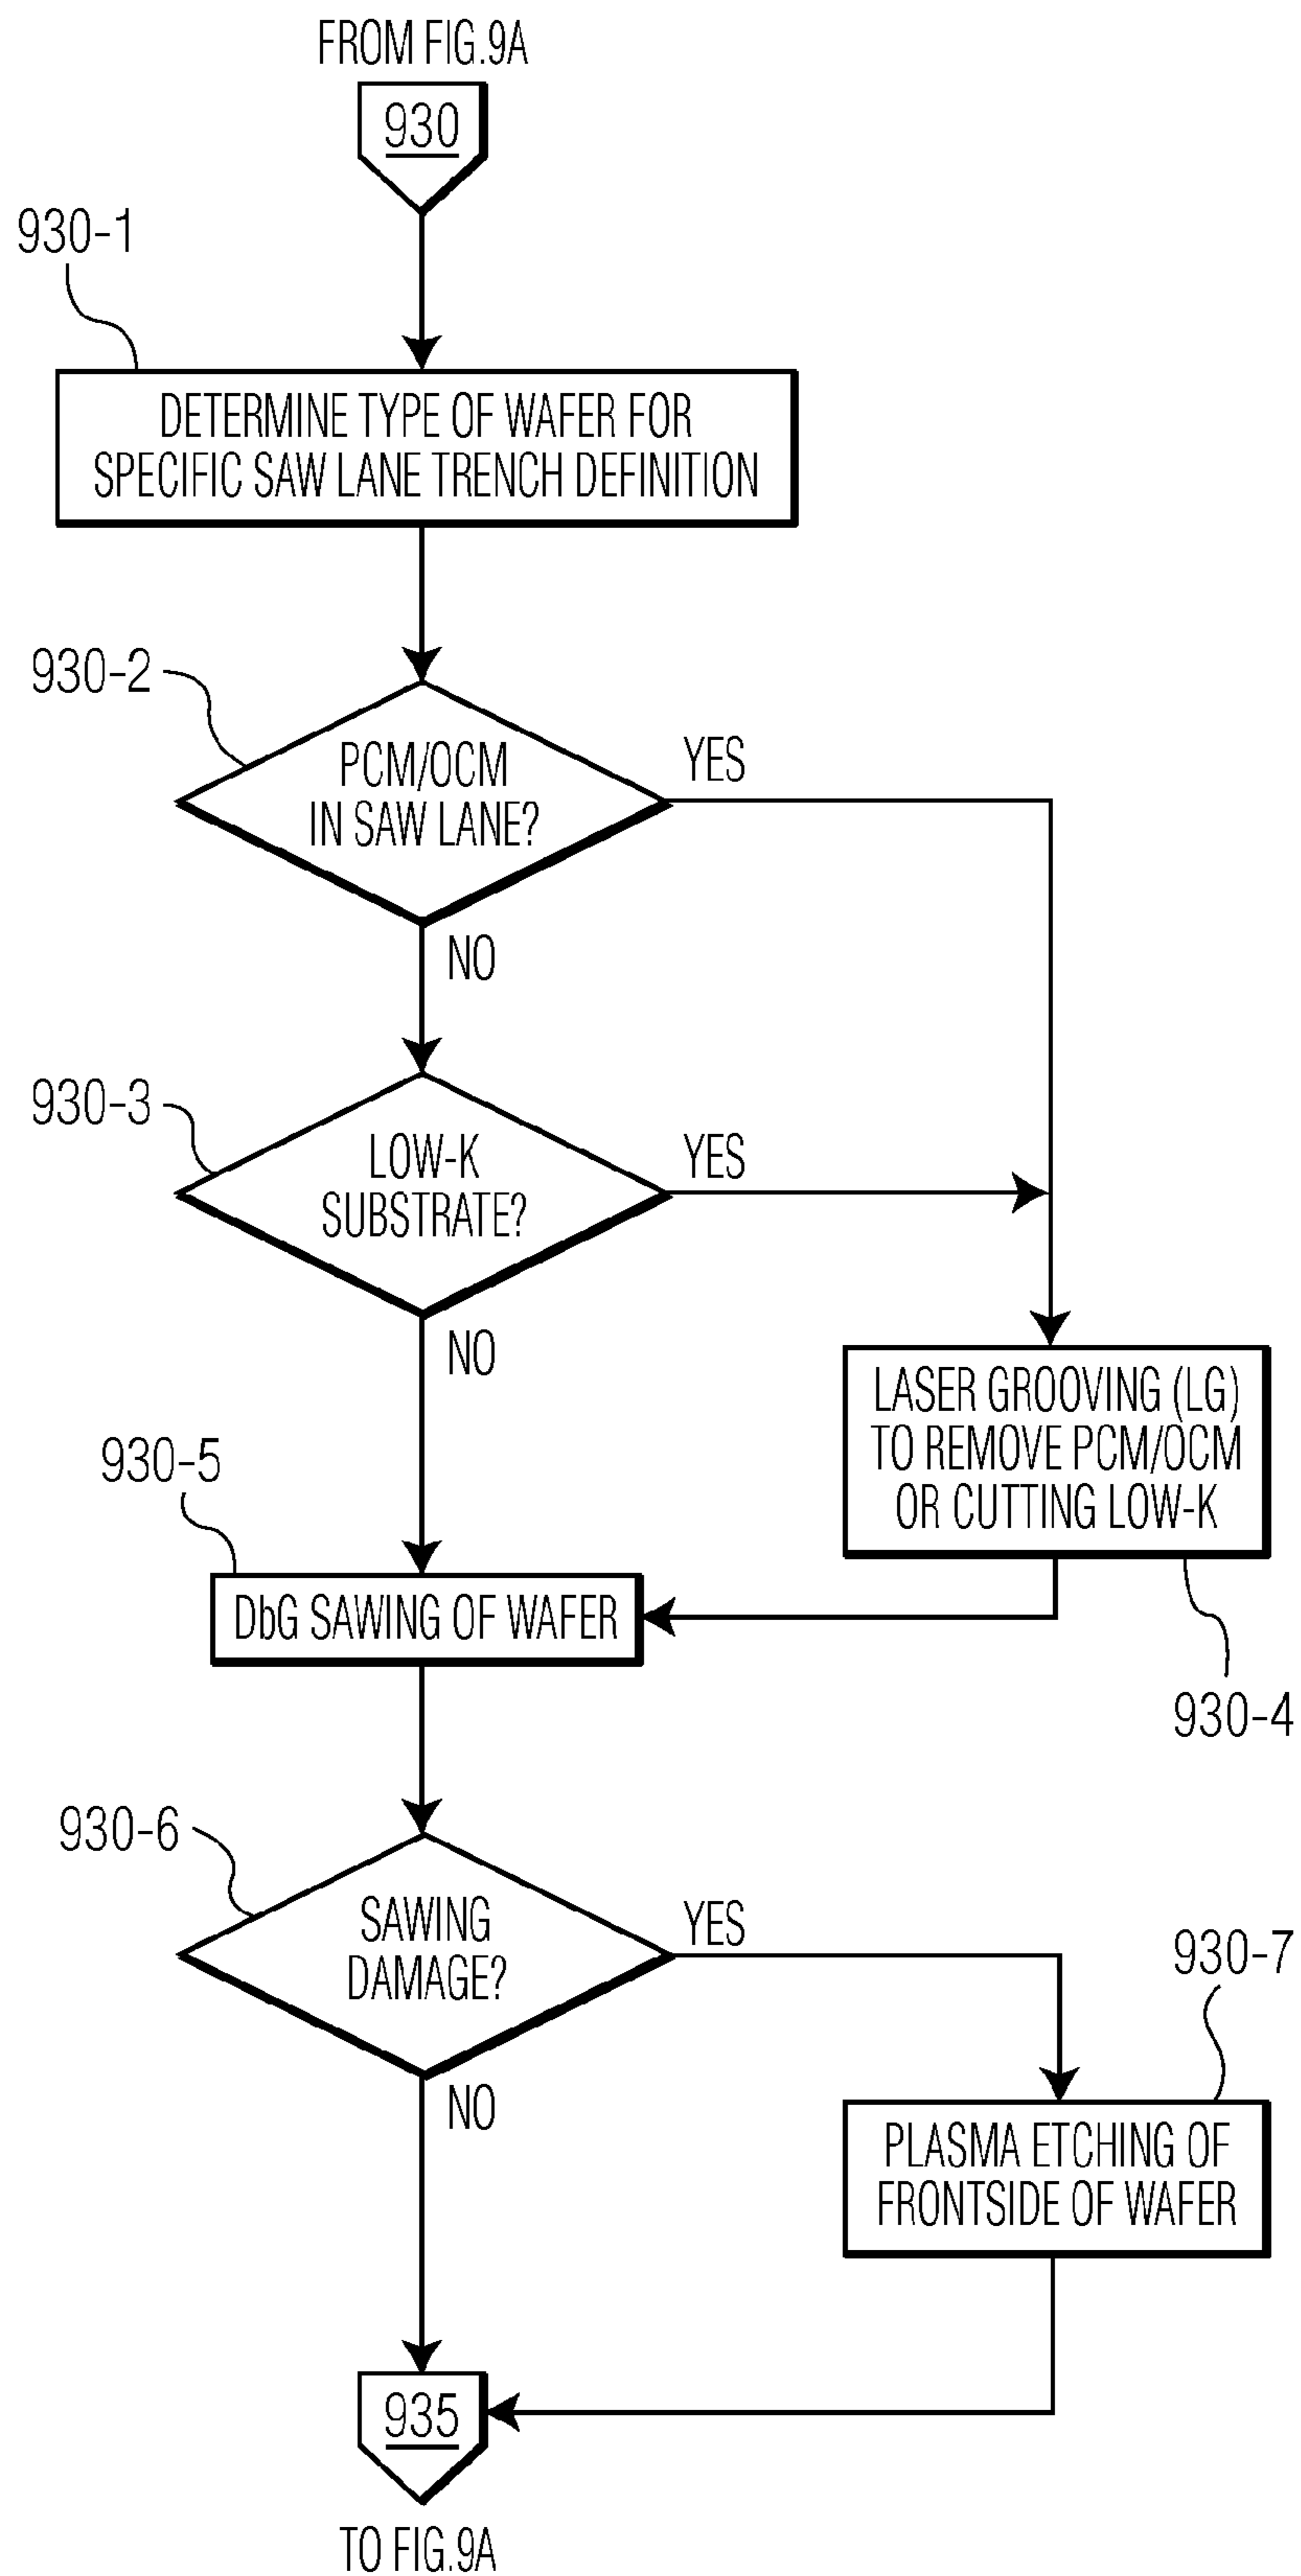 FROM FIG.9A
930
930-1
DETERMINE TYPE OF WAFER FOR
SPECIFIC SAW LANE TRENCH DEFINITION
930-2
PCM/OCM
IN SAW LANE?
YES
NO
930-3
LOW-K
SUBSTRATE?
YES
NO
LASER GROOVING (LG)
TO REMOVE PCM/OCM
OR CUTTING LOW-K
930-4
930-5
DbG SAWING OF WAFER
930-6
SAWING
DAMAGE?
YES
NO
930-7
PLASMA ETCHING OF
FRONTSIDE OF WAFER
935
TO FIG.9A